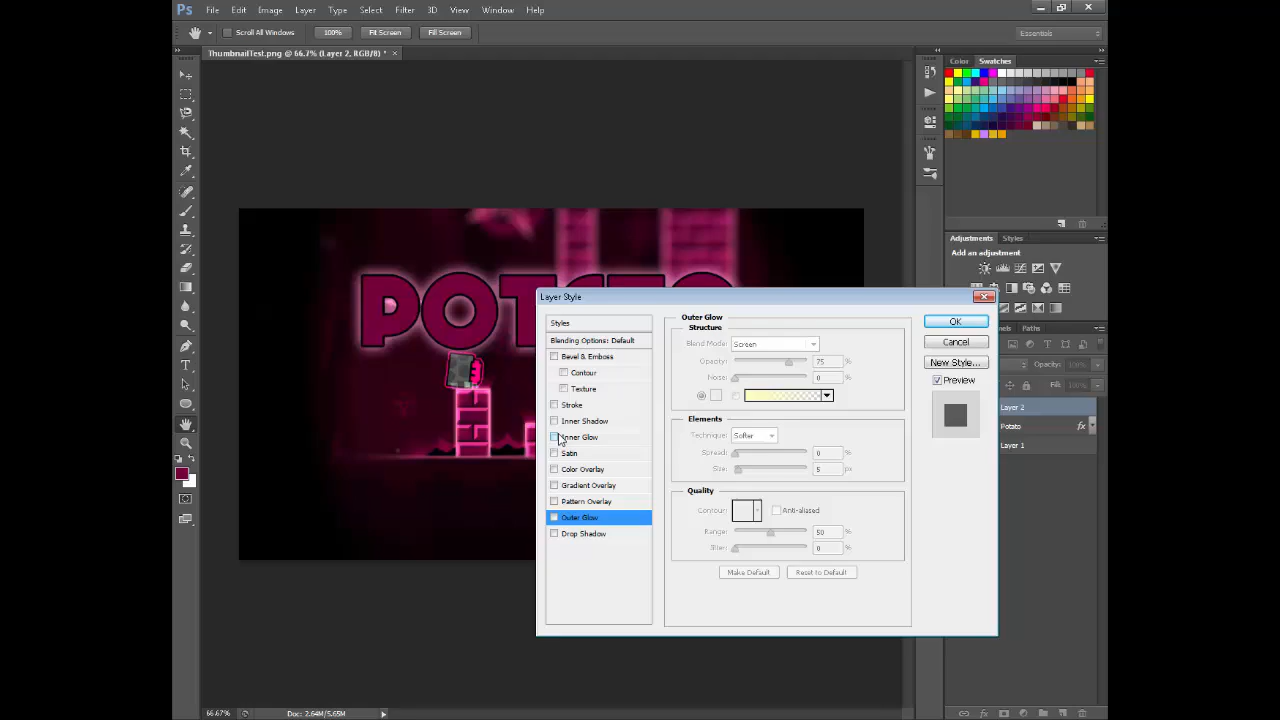 Ps File Edit Image Layer Type Select Filter 3D View Window Help
Scroll All Windows 100% Fit Screen Fill Screen Essentials
ThumbnailTest.png @ 66.7% (Layer 2, RGB/8) * ×
Color Swatches
POTATO
Adjustments Styles
Add an adjustment
Layer Style
Styles
Blending Options: Default
Bevel & Emboss
Contour
Texture
Stroke
Inner Shadow
Inner Glow
Satin
Color Overlay
Gradient Overlay
Pattern Overlay
Outer Glow
Drop Shadow
Outer Glow
Structure
Blend Mode: Screen
Opacity: 75 %
Noise: 0 %
Elements
Technique: Softer
Spread: 0 %
Size: 5 px
Quality
Contour: Anti-aliased
Range: 50 %
Jitter: 0 %
Make Default Reset to Default
OK
Cancel
New Style...
Preview
Paths
Opacity:
Fill: 100%
Layer 2
Potato fx
Layer 1
66.67% Doc: 2.64M/5.65M